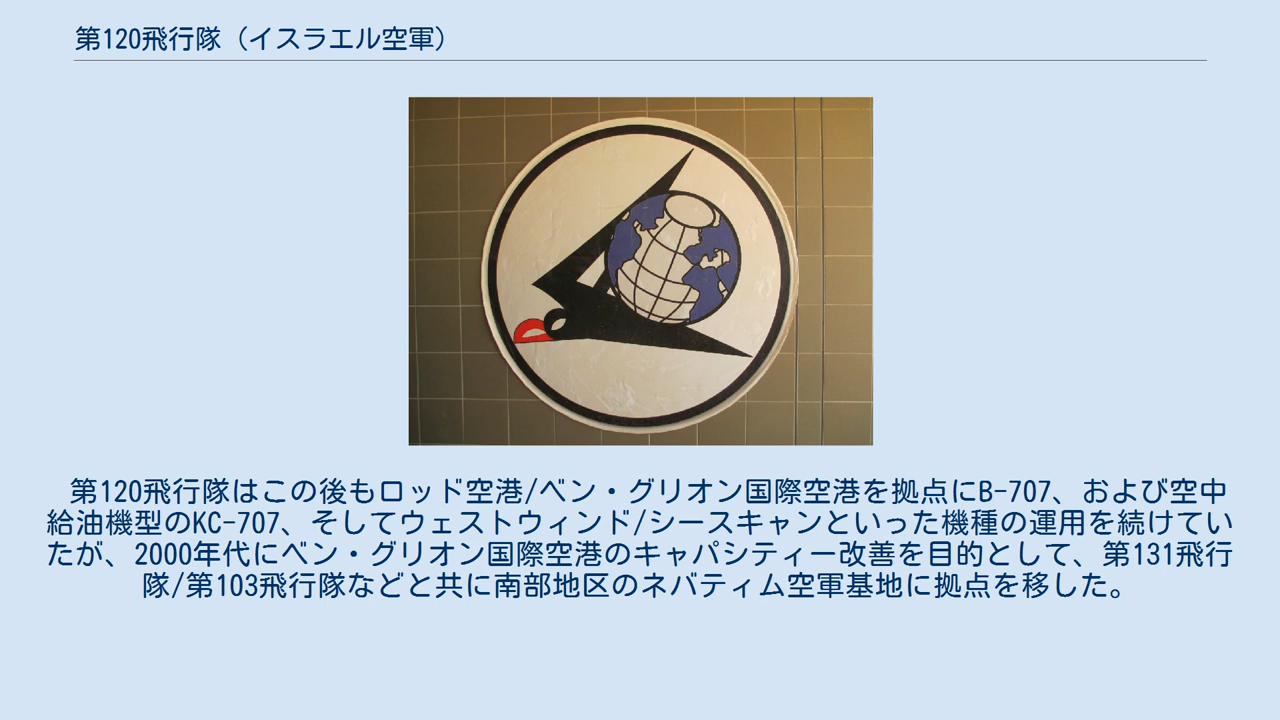 第120飛行隊（イスラエル空軍）
第120飛行隊はこの後もロッド空港/ベン・グリオン国際空港を拠点にB-707、および空中
給油機型のKC-707、そしてウェストウィンド/シースキャンといった機種の運用を続けてい
たが、2000年代にベン・グリオン国際空港のキャパシティー改善を目的として、第131飛行
隊/第103飛行隊などと共に南部地区のネバティム空軍基地に拠点を移した。